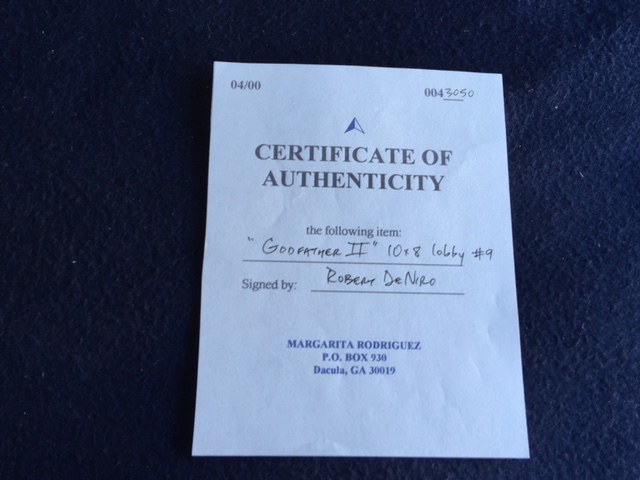 04/00
0043050
CERTIFICATE OF
AUTHENTICITY
the following item:
"GODFATHER II" 10x8 lobby #9
Signed by: ROBERT DENIRO
MARGARITA RODRIGUEZ
P.O. BOX 930
Dacula, GA 30019